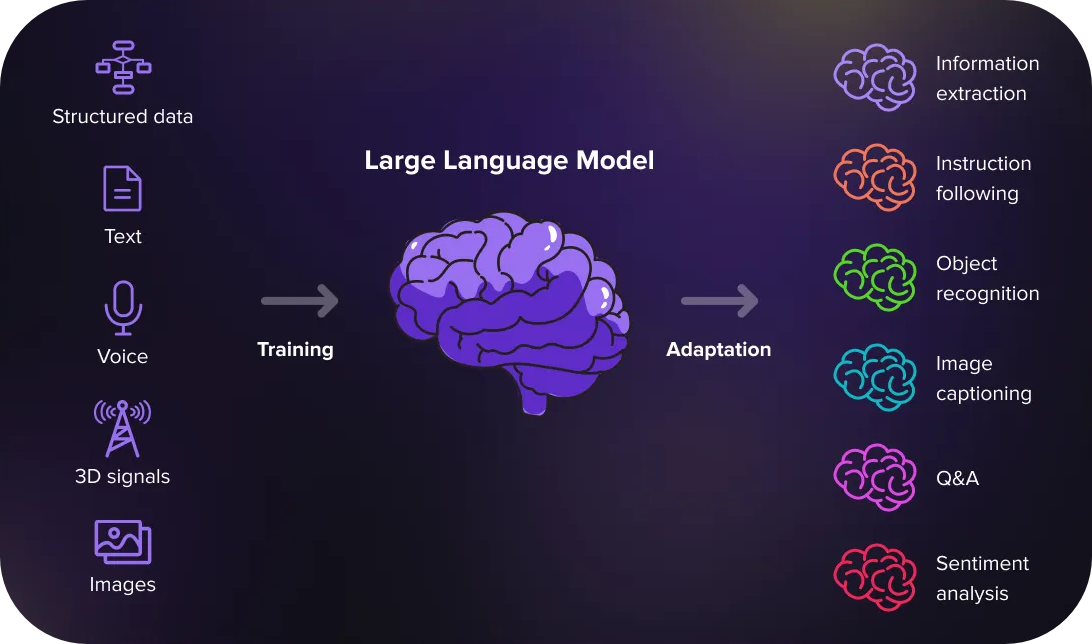 Structured data
Text
Voice
3D signals
Images
Training
Large Language Model
Adaptation
Information
extraction
Instruction
following
Object
recognition
Image
captioning
Q&A
Sentiment
analysis